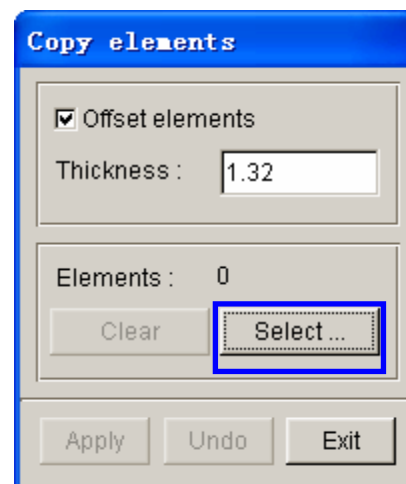 Copy elements
Offset elements
Thickness : 1.32
Elements : 0
Clear Select ...
Apply Undo Exit